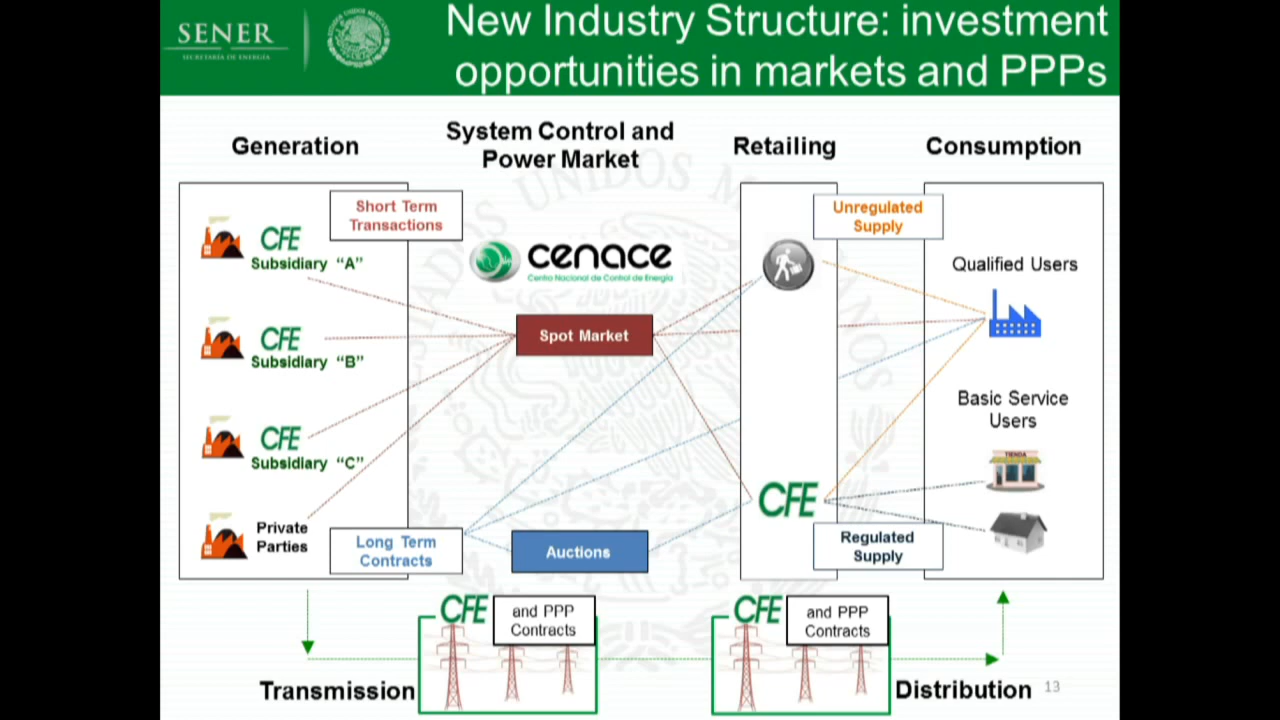 SENER
SECRETARÍA DE ENERGÍA
New Industry Structure: investment
opportunities in markets and PPPs
Generation
System Control and
Power Market
Retailing
Consumption
Short Term
Transactions
Unregulated
Supply
CFE
Subsidiary “A”
cenace
Centro Nacional de Control de Energía
Qualified Users
CFE
Subsidiary “B”
Spot Market
Basic Service
Users
CFE
Subsidiary “C”
TIENDA
CFE
Private
Parties
Long Term
Contracts
Auctions
Regulated
Supply
CFE
and PPP
Contracts
CFE
and PPP
Contracts
Transmission
Distribution
13